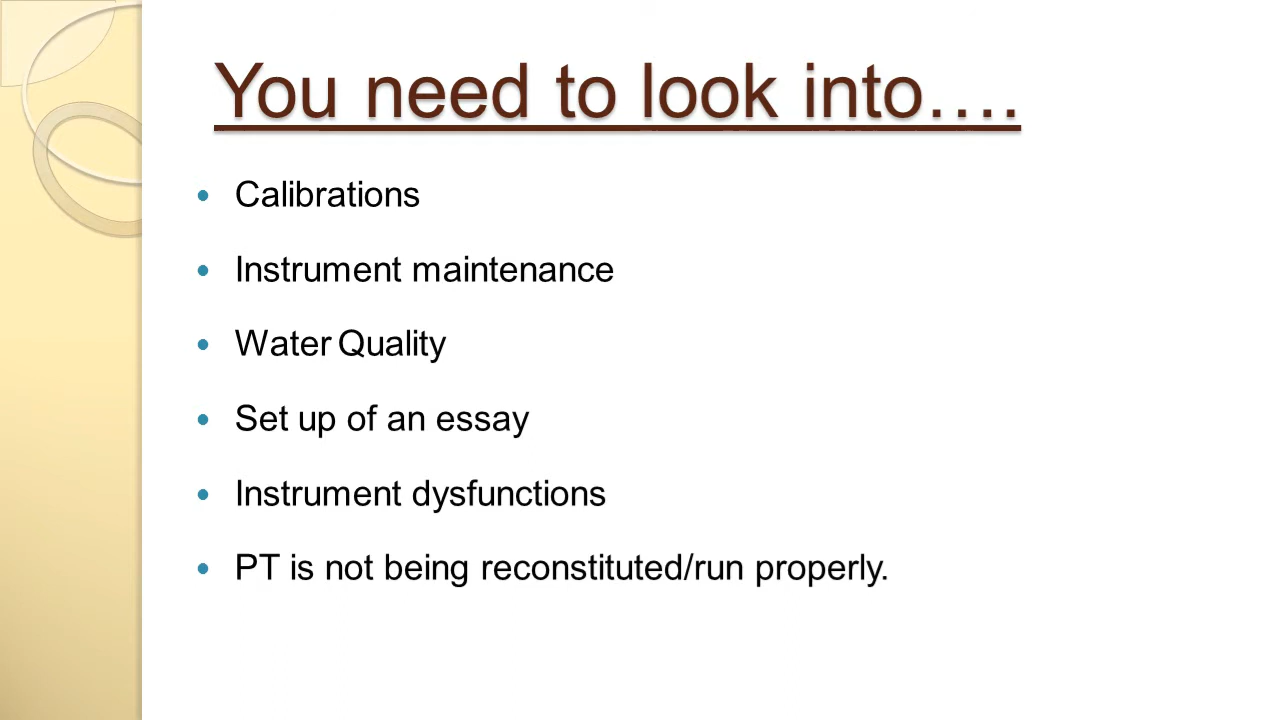 You need to look into….
• Calibrations
• Instrument maintenance
• Water Quality
• Set up of an essay
• Instrument dysfunctions
• PT is not being reconstituted/run properly.